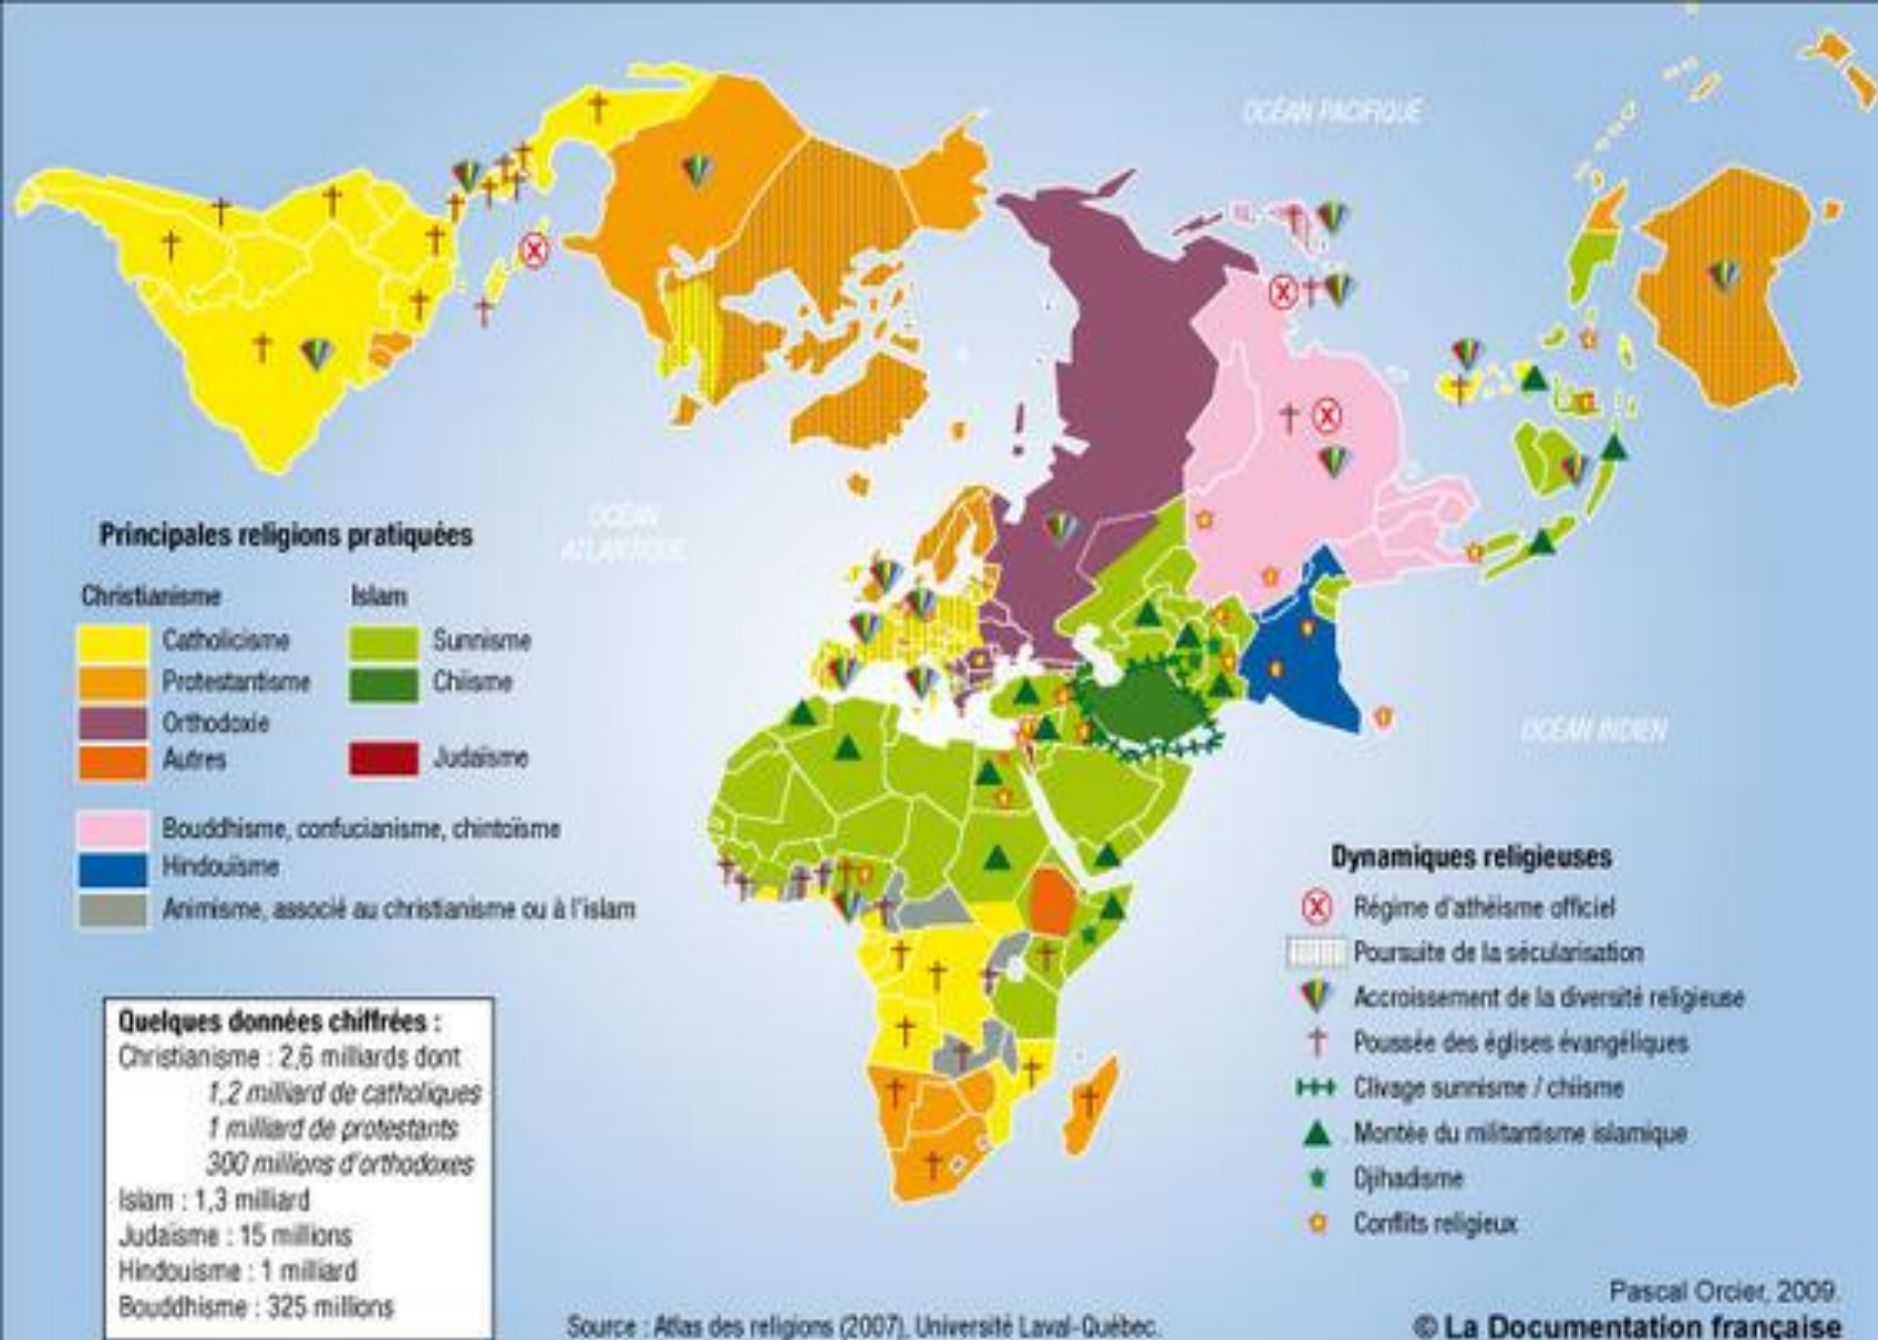 OCÉAN PACIFIQUE
OCÉAN
ATLANTIQUE
OCÉAN INDIEN
Principales religions pratiquées
Christianisme
Catholicisme
Protestantisme
Orthodoxie
Autres
Islam
Sunnisme
Chiisme
Judaïsme
Bouddhisme, confucianisme, chintoïsme
Hindouïsme
Animisme, associé au christianisme ou à l'islam
Quelques données chiffrées :
Christianisme : 2,6 milliards dont
1,2 milliard de catholiques
1 milliard de protestants
300 millions d'orthodoxes
Islam : 1,3 milliard
Judaïsme : 15 millions
Hindouisme : 1 milliard
Bouddhisme : 325 millions
Dynamiques religieuses
Régime d'athéisme officiel
Poursuite de la sécularisation
Accroissement de la diversité religieuse
Poussée des églises évangéliques
Clivage sunnisme / chiisme
Montée du militantisme islamique
Djihadisme
Conflits religieux
Source : Atlas des religions (2007), Université Laval-Québec.
Pascal Orcier, 2009.
© La Documentation française